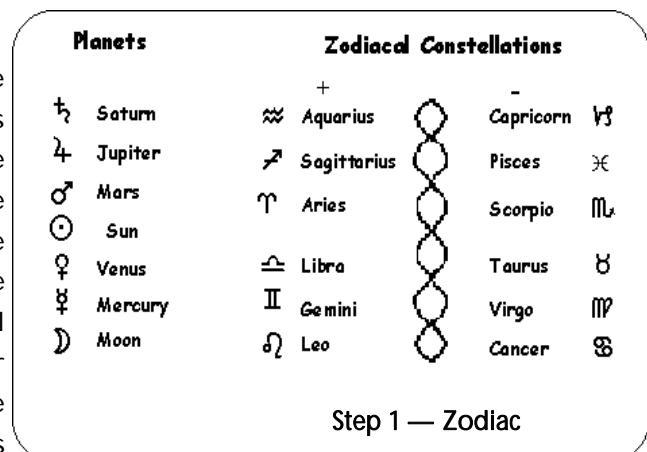 Planets Zodiacal Constellations
+ -
♄ Saturn ♒ Aquarius Capricorn ♑
♃ Jupiter ♐ Sagittarius Pisces ♓
♂ Mars ♈ Aries Scorpio ♏
☉ Sun
♀ Venus ♎ Libra Taurus ♉
☿ Mercury ♊ Gemini Virgo ♍
☽ Moon ♌ Leo Cancer ♋
Step 1 — Zodiac